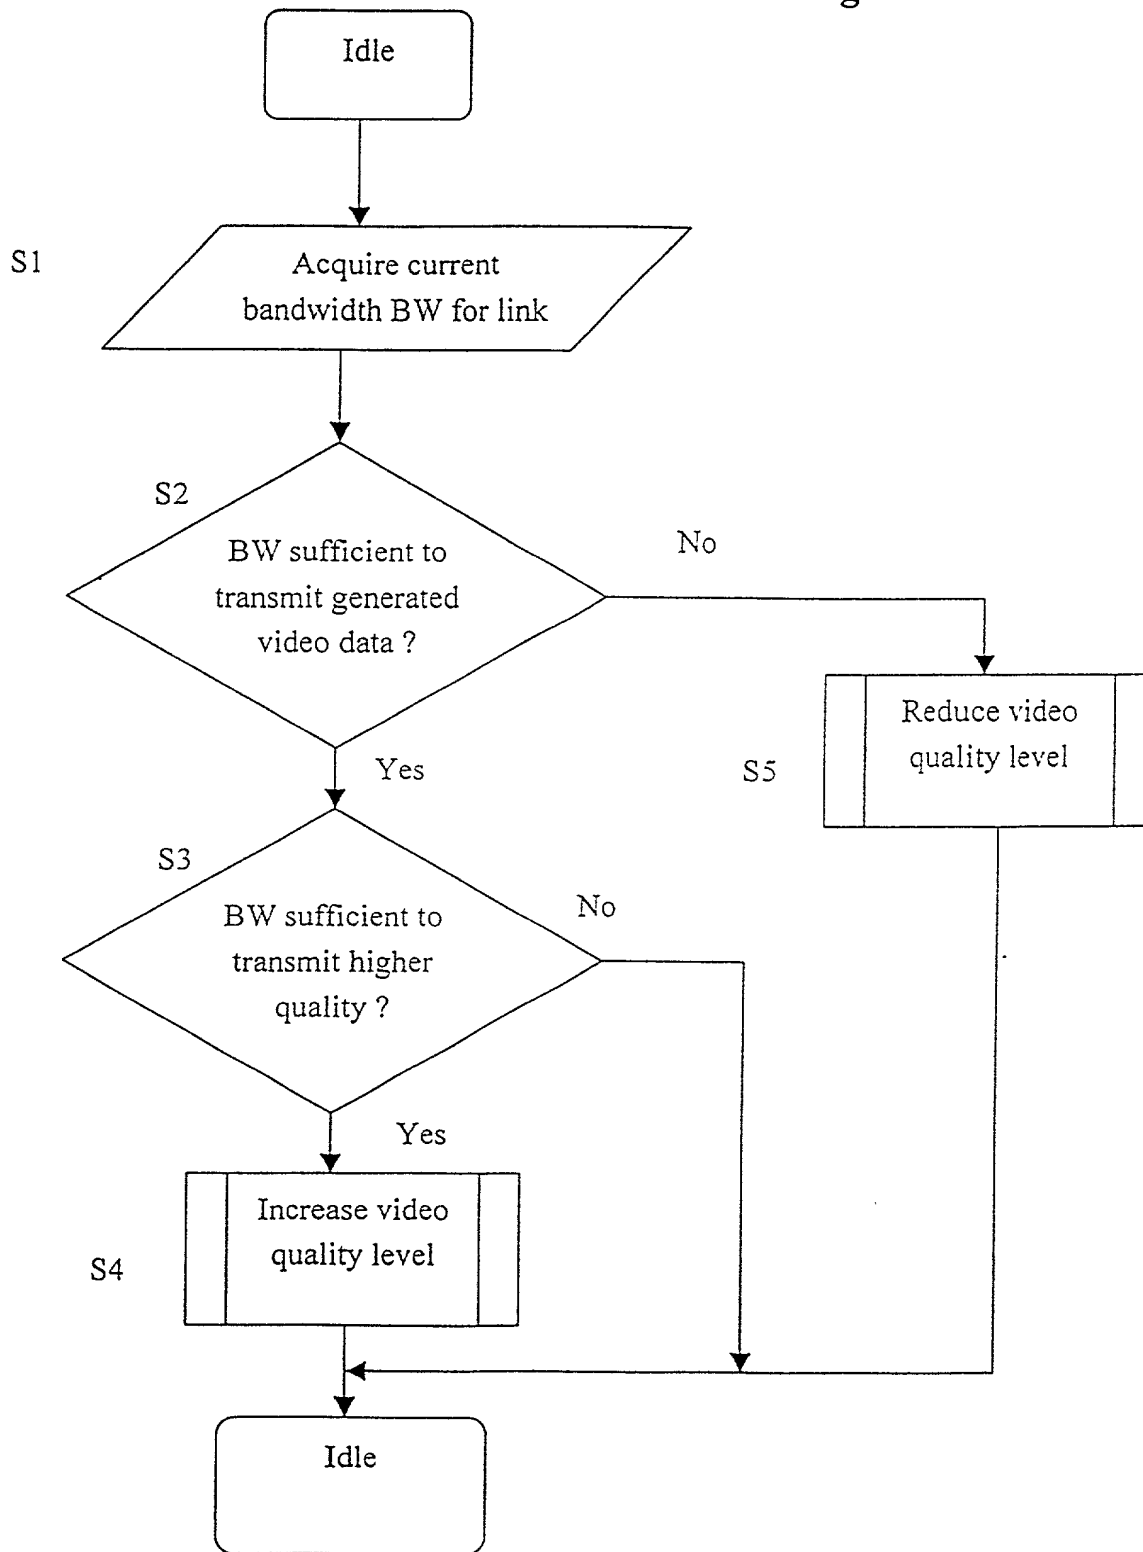 Idle
S1
Acquire current
bandwidth BW for link
S2
BW sufficient to
transmit generated
video data ?
No
Reduce video
quality level
S5
Yes
S3
BW sufficient to
transmit higher
quality ?
No
Yes
Increase video
quality level
S4
Idle